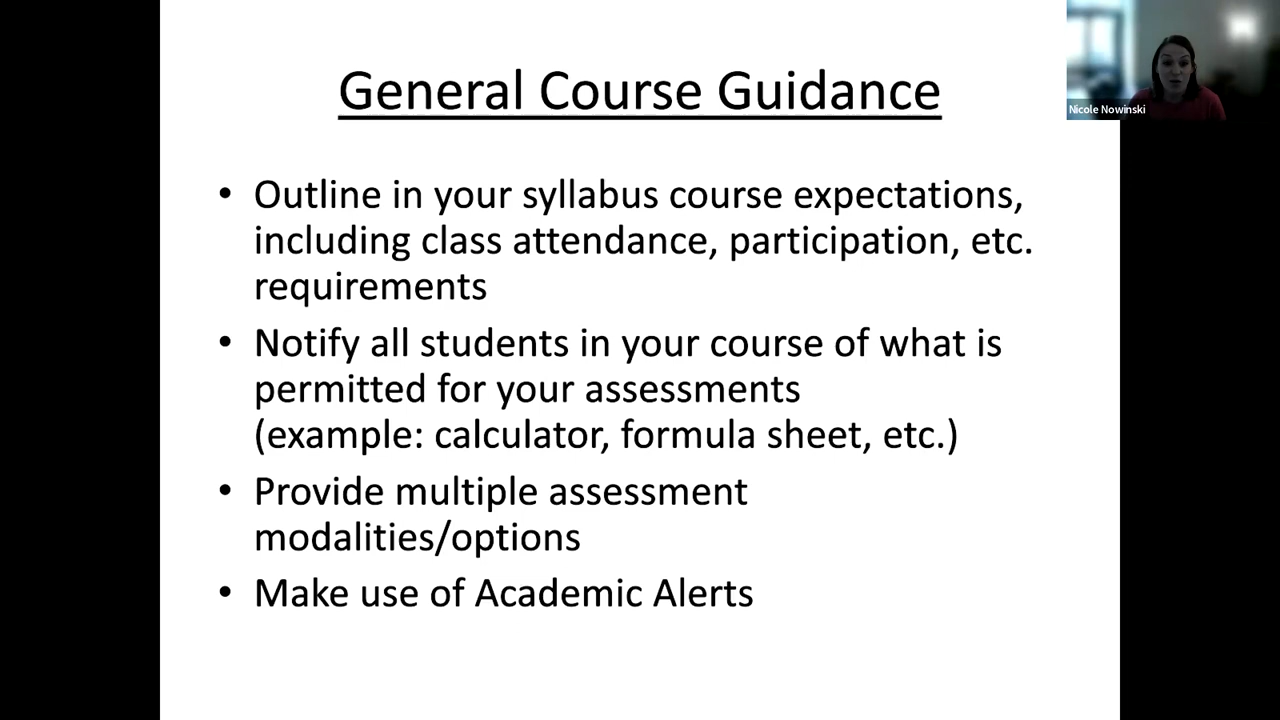 General Course Guidance
Nicole Nowinski
• Outline in your syllabus course expectations,
including class attendance, participation, etc.
requirements
• Notify all students in your course of what is
permitted for your assessments
(example: calculator, formula sheet, etc.)
• Provide multiple assessment
modalities/options
• Make use of Academic Alerts